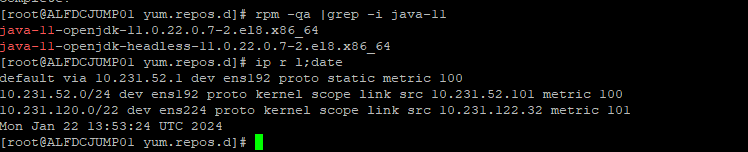 Complete!
[root@ALFDCJUMP01 yum.repos.d]# rpm -qa |grep -i java-11
java-11-openjdk-11.0.22.0.7-2.el8.x86_64
java-11-openjdk-headless-11.0.22.0.7-2.el8.x86_64
[root@ALFDCJUMP01 yum.repos.d]# ip r l;date
default via 10.231.52.1 dev ens192 proto static metric 100
10.231.52.0/24 dev ens192 proto kernel scope link src 10.231.52.101 metric 100
10.231.120.0/22 dev ens224 proto kernel scope link src 10.231.122.32 metric 101
Mon Jan 22 13:53:24 UTC 2024
[root@ALFDCJUMP01 yum.repos.d]#